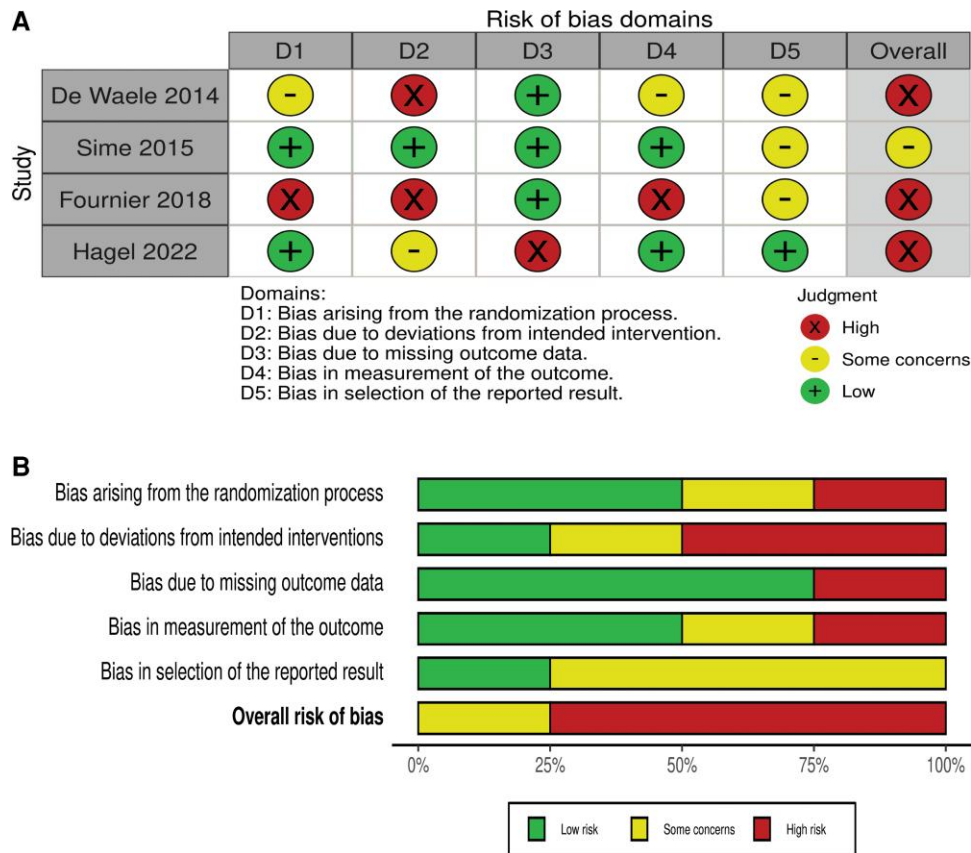 A
Risk of bias domains
D1 D2 D3 D4 D5 Overall
Study
De Waele 2014 - X + - - X
Sime 2015 + + + + - -
Fournier 2018 X X + X - X
Hagel 2022 + - X + + X
Domains:
D1: Bias arising from the randomization process.
D2: Bias due to deviations from intended intervention.
D3: Bias due to missing outcome data.
D4: Bias in measurement of the outcome.
D5: Bias in selection of the reported result.
Judgment
X High
- Some concerns
+ Low
B
Bias arising from the randomization process
Bias due to deviations from intended interventions
Bias due to missing outcome data
Bias in measurement of the outcome
Bias in selection of the reported result
Overall risk of bias
0% 25% 50% 75% 100%
Low risk Some concerns High risk